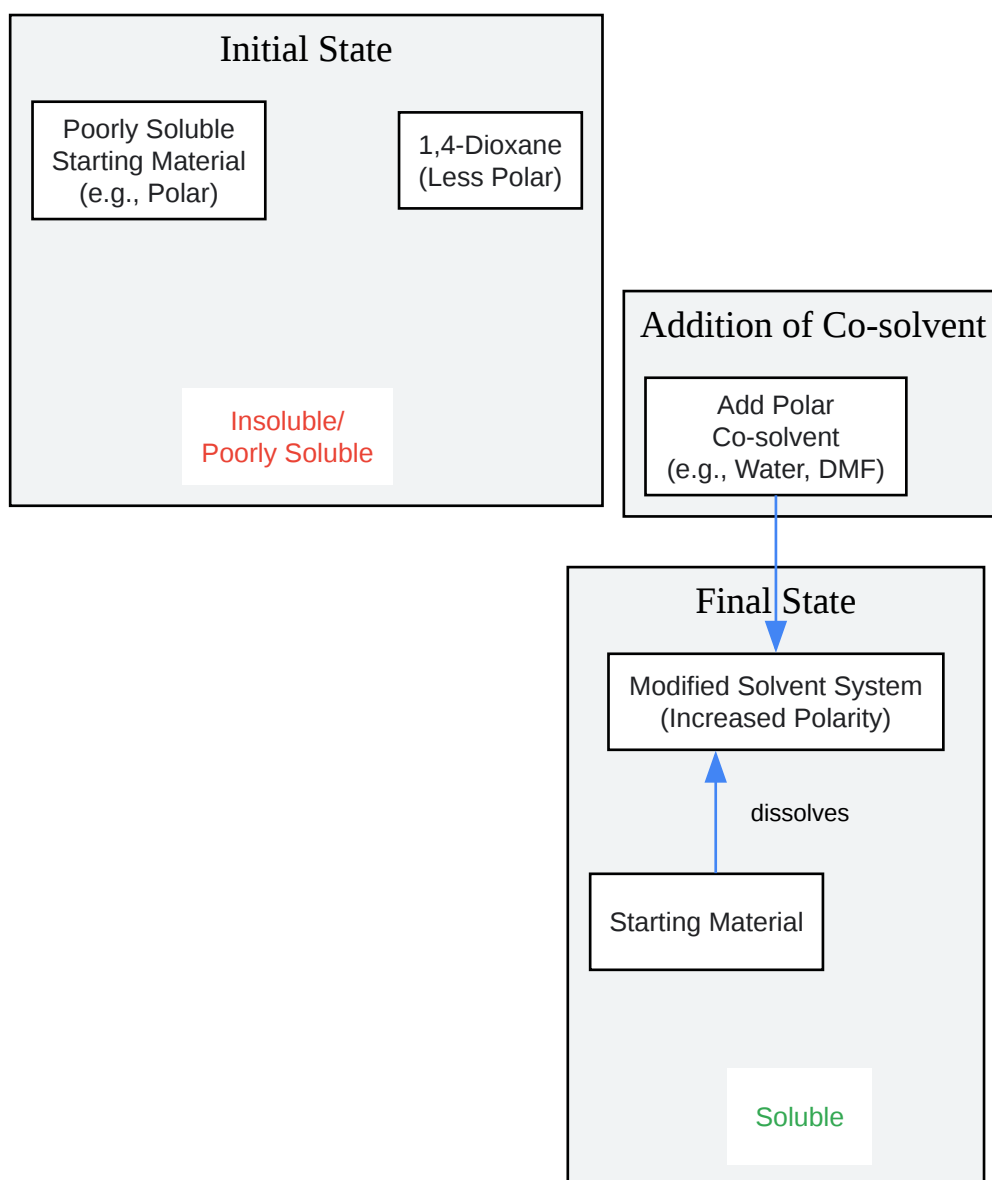 Initial State
Poorly Soluble
Starting Material
(e.g., Polar)
1,4-Dioxane
(Less Polar)
Insoluble/
Poorly Soluble
Addition of Co-solvent
Add Polar
Co-solvent
(e.g., Water, DMF)
Final State
Modified Solvent System
(Increased Polarity)
dissolves
Starting Material
Soluble